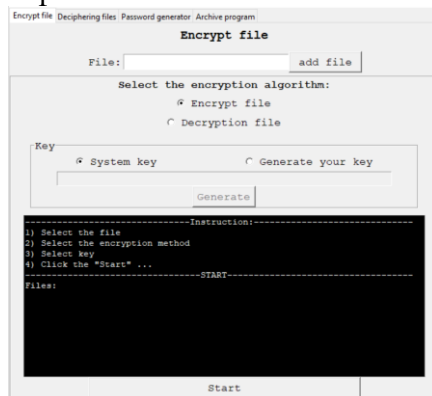 Encrypt file Deciphering files Password generator Archive program
Encrypt file
File: add file
Select the encryption algorithm:
Encrypt file
Decryption file
Key
System key Generate your key
Generate
-------------------------------Instruction:------------------------------
1) Select the file
2) Select the encryption method
3) Select key
4) Click the "Start" ...
---------------------------------START-----------------------------------
Files:
Start